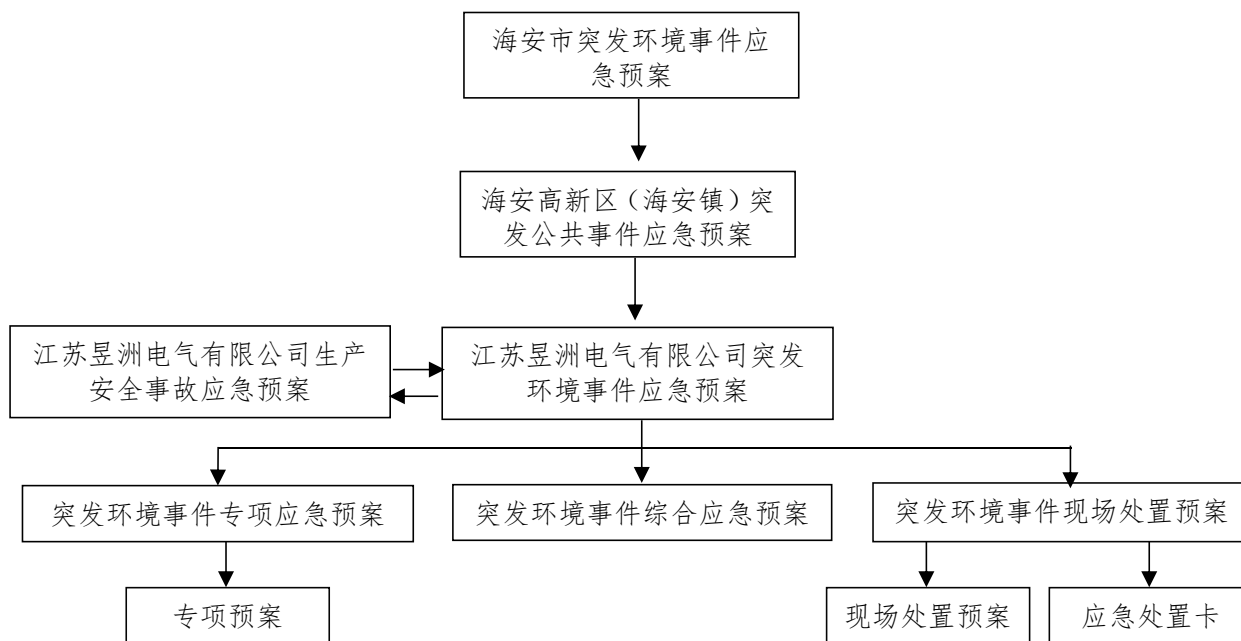 海安市突发环境事件应
急预案
海安高新区（海安镇）突
发公共事件应急预案
江苏昱洲电气有限公司生产
安全事故应急预案
江苏昱洲电气有限公司突发
环境事件应急预案
突发环境事件专项应急预案
突发环境事件综合应急预案
突发环境事件现场处置预案
专项预案
现场处置预案
应急处置卡